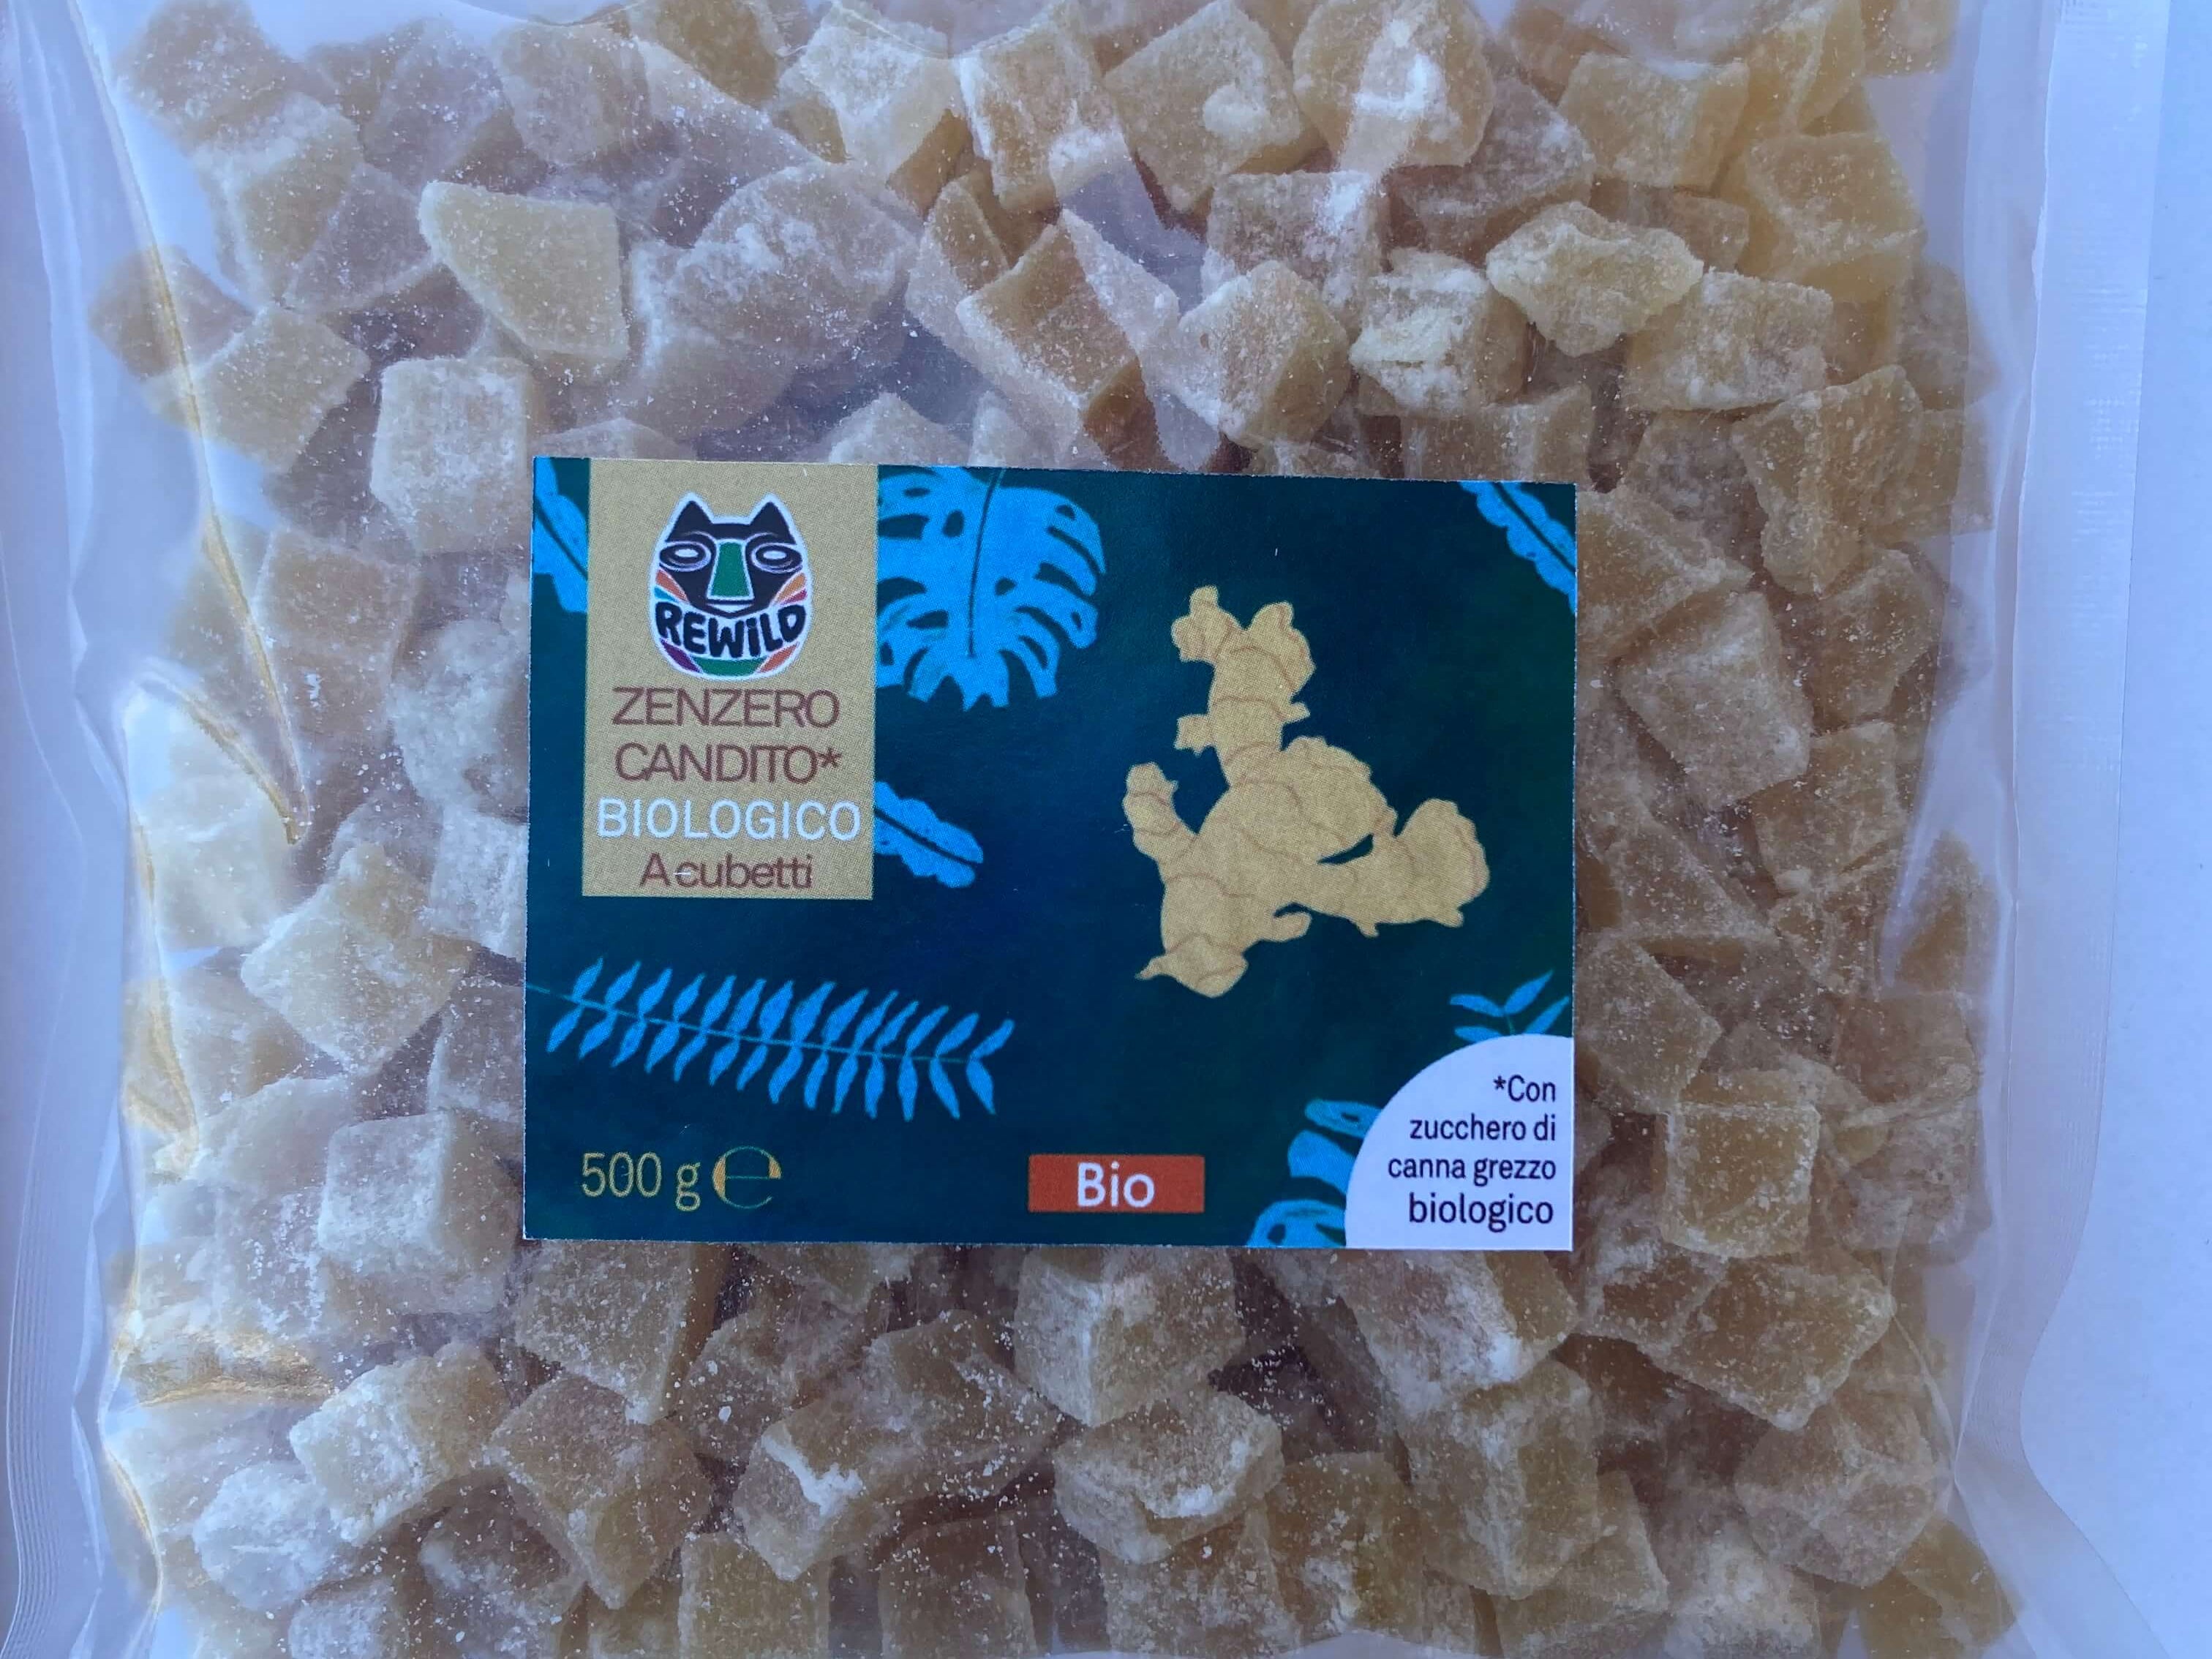 REWILD
ZENZERO
CANDITO*
BIOLOGICO
A cubetti
500 g ℮
Bio
*Con
zucchero di
canna grezzo
biologico